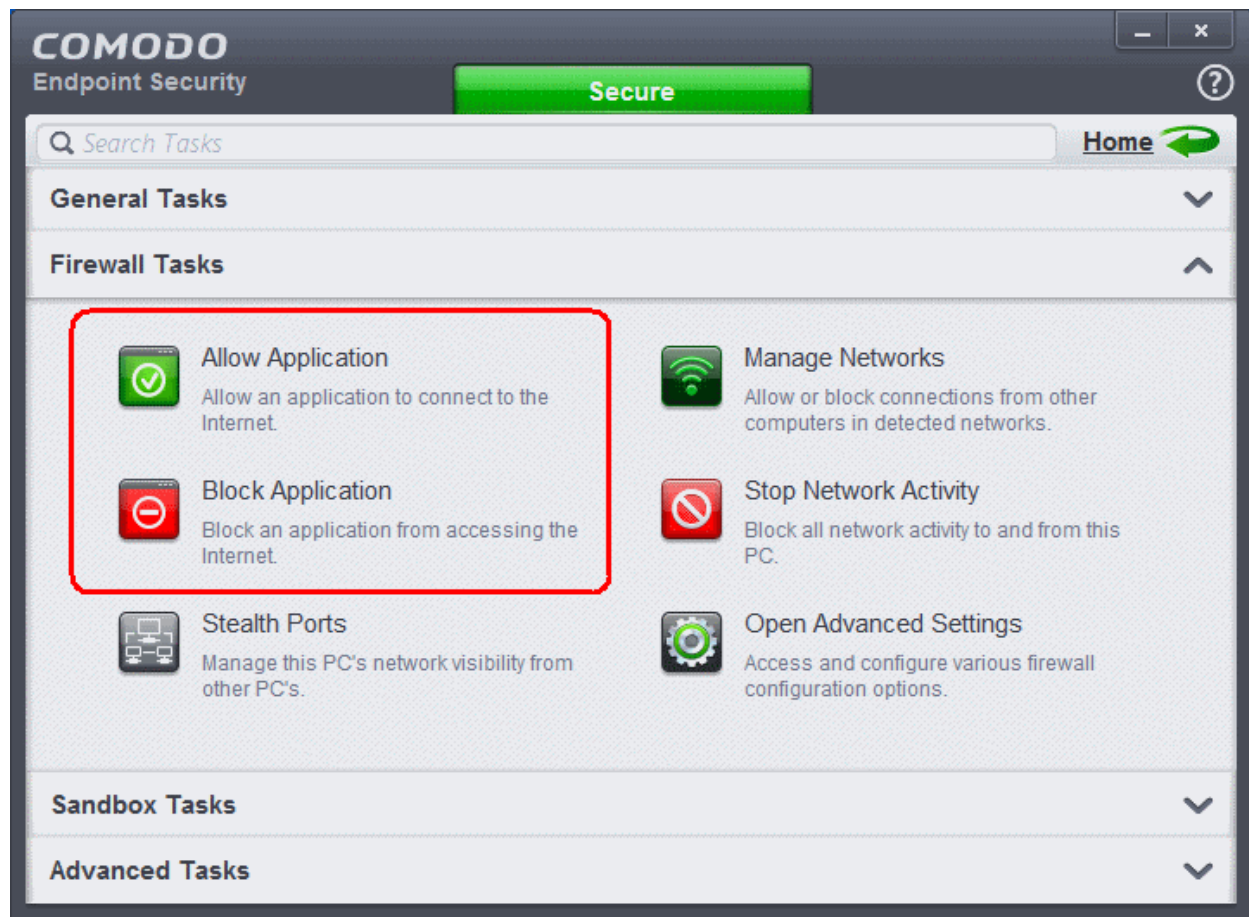 COMODO
Endpoint Security
Secure
?
Search Tasks
Home
General Tasks
Firewall Tasks
Allow Application
Allow an application to connect to the
Internet.
Manage Networks
Allow or block connections from other
computers in detected networks.
Block Application
Block an application from accessing the
Internet.
Stop Network Activity
Block all network activity to and from this
PC.
Stealth Ports
Manage this PC's network visibility from
other PC's.
Open Advanced Settings
Access and configure various firewall
configuration options.
Sandbox Tasks
Advanced Tasks